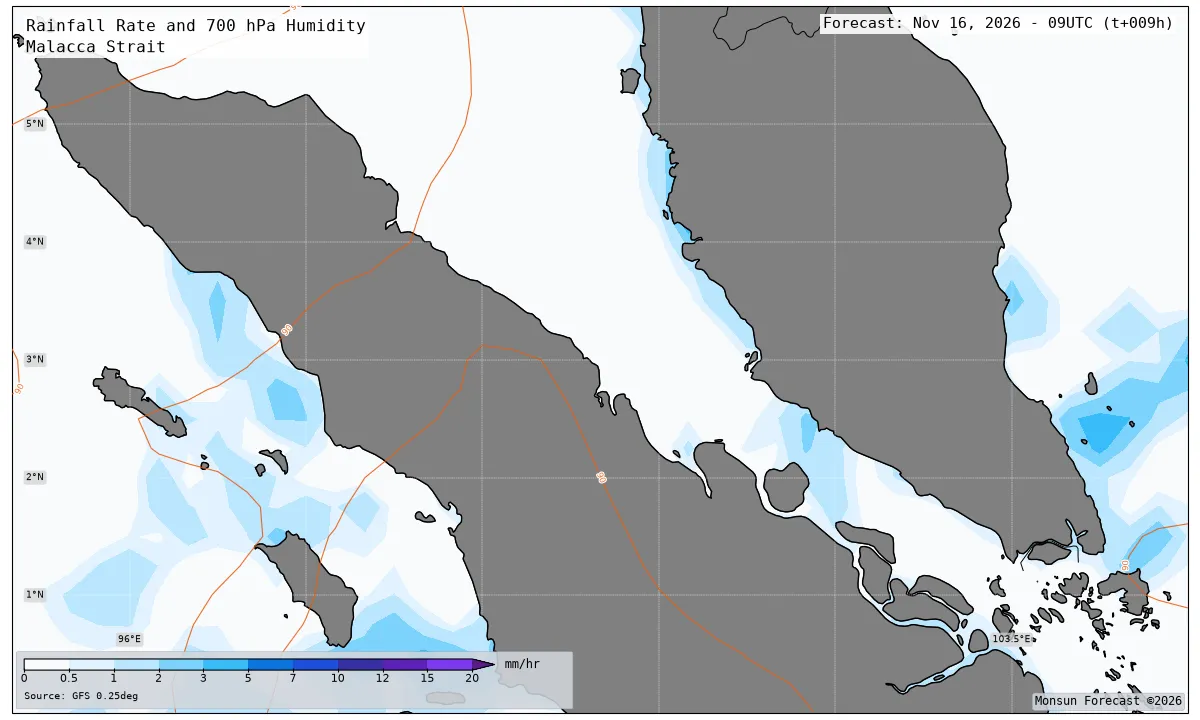 Rainfall Rate and 700 hPa Humidity
Malacca Strait
Forecast: Nov 16, 2026 - 09UTC (t+009h)
5°N
4°N
90
3°N
90
2°N
90
90
1°N
96°E
103.5°E
0 0.5 1 2 3 5 7 10 12 15 20
mm/hr
Source: GFS 0.25deg
Monsun Forecast ©2026